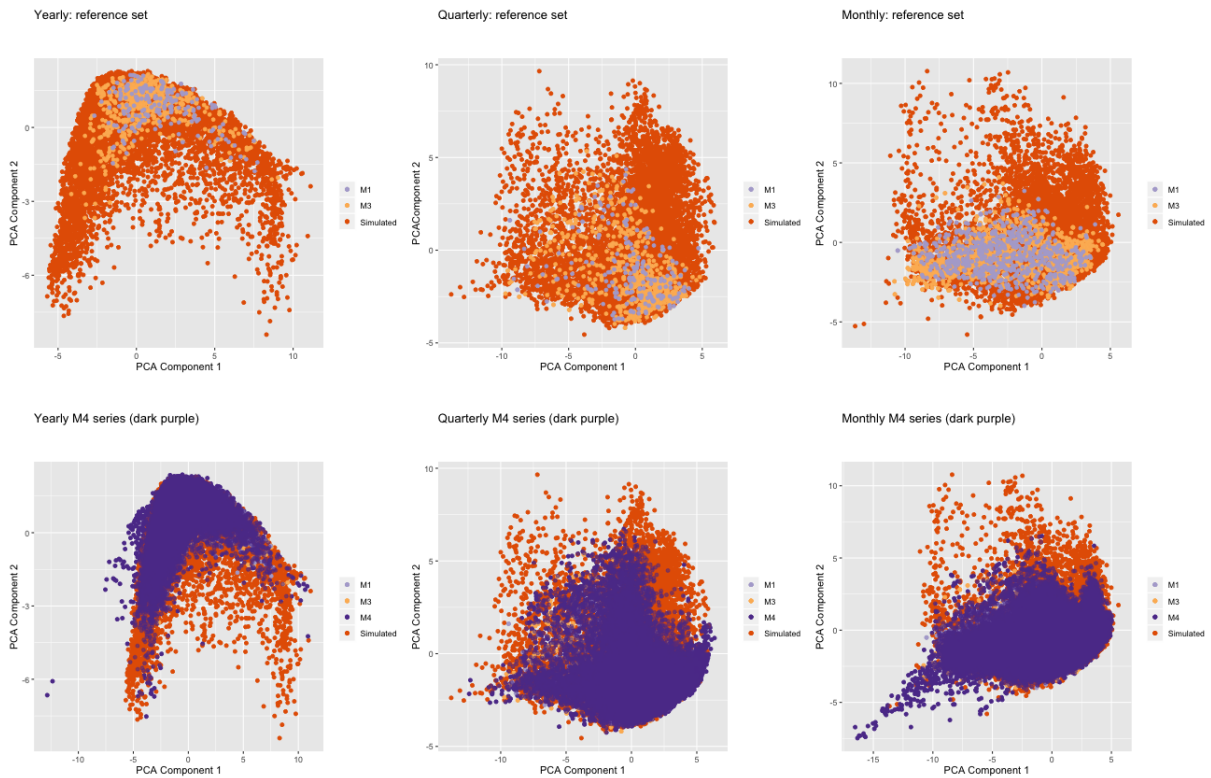 Yearly: reference set
Quarterly: reference set
Monthly: reference set
0
-3
-6
PCA Component 2
-5
0
5
10
PCA Component 1
M1
M3
Simulated
10
5
0
-5
PCAComponent 2
-10
-5
0
5
PCA Component 1
M1
M3
Simulated
10
5
0
-5
PCA Component 2
-10
-5
0
5
PCA Component 1
M1
M3
Simulated
Yearly M4 series (dark purple)
Quarterly M4 series (dark purple)
Monthly M4 series (dark purple)
0
-3
-6
PCA Component 2
-10
-5
0
5
10
PCA Component 1
M1
M3
M4
Simulated
10
5
0
-5
PCA Component 2
-10
-5
0
5
PCA Component 1
M1
M3
M4
Simulated
10
5
0
-5
PCA Component 2
-15
-10
-5
0
5
PCA Component 1
M1
M3
M4
Simulated